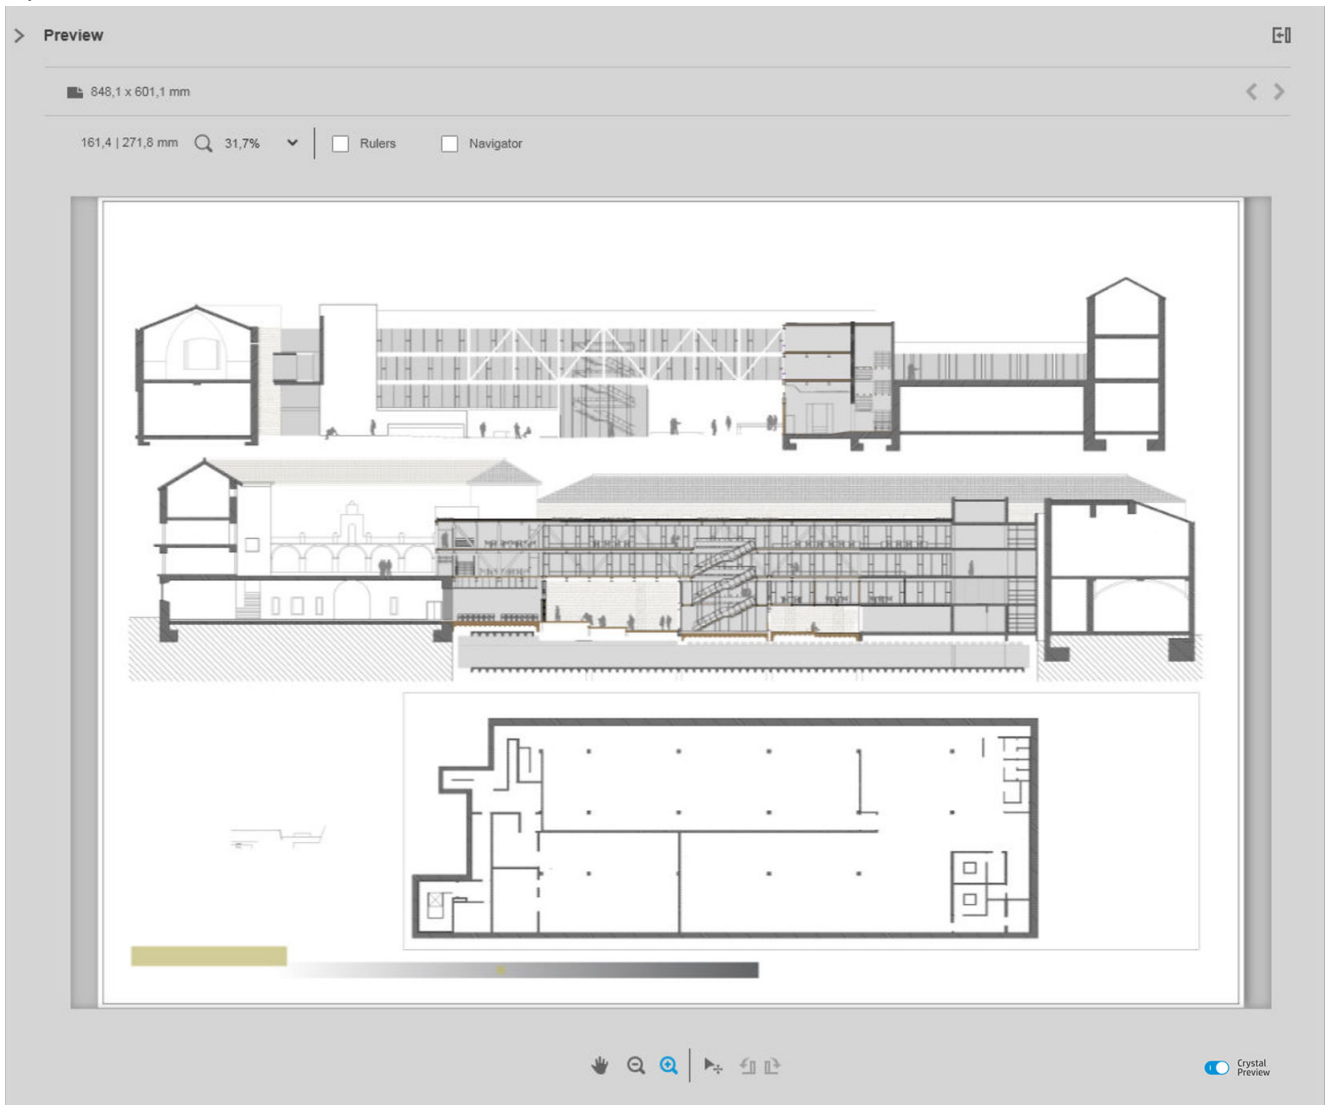 Preview
848,1 x 601,1 mm
161,4 | 271,8 mm 31,7% Rulers Navigator
Crystal
Preview